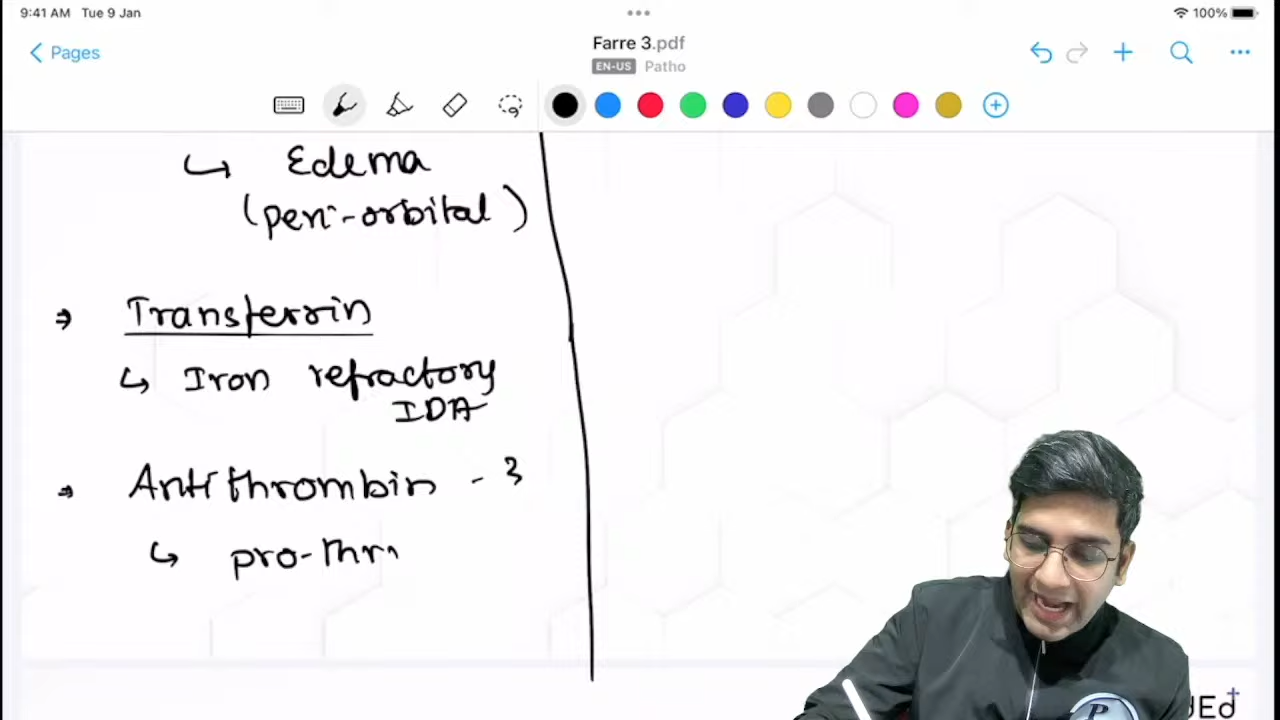 9:41 AM Tue 9 Jan
100%
Pages
Farre 3.pdf
EN-US Patho
↳ Edema
(peri-orbital)
⇒ Transferrin
↳ Iron refractory
IDA
⇒ Antithrombin - 3
↳ pro-thr
P